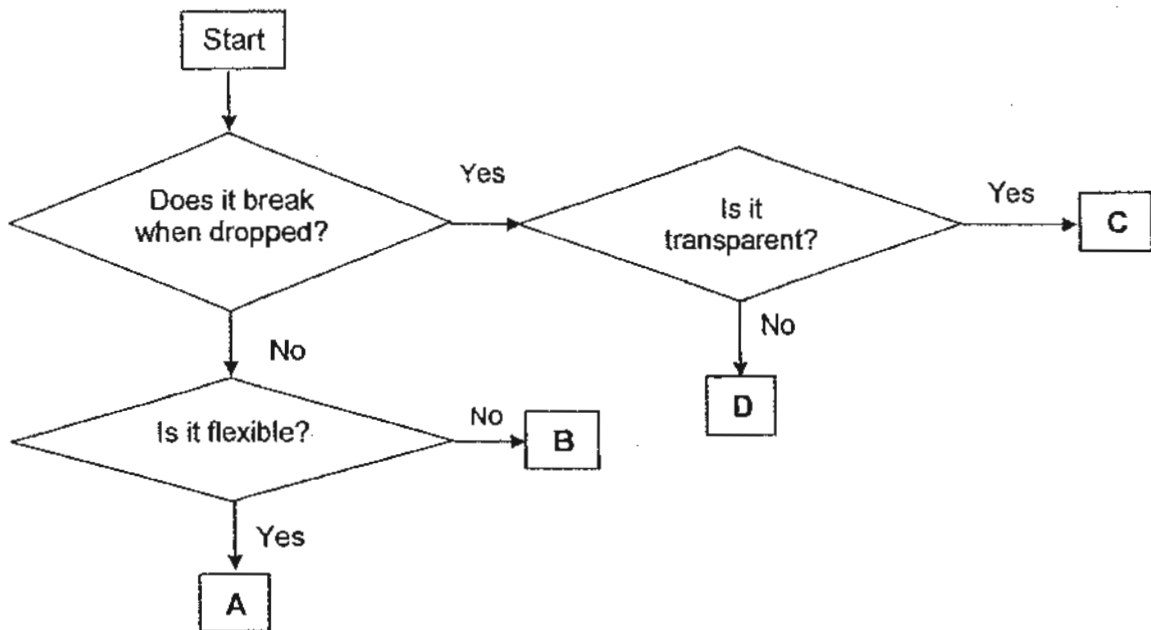 Start
Does it break
when dropped?
Yes
Is it
transparent?
Yes
C
No
D
No
Is it flexible?
No
B
Yes
A